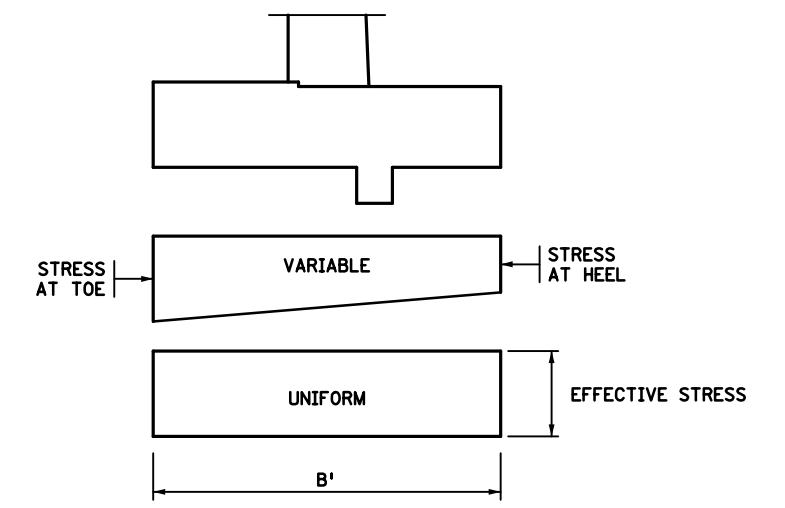 STRESS
AT TOE
VARIABLE
STRESS
AT HEEL
UNIFORM
EFFECTIVE STRESS
B'